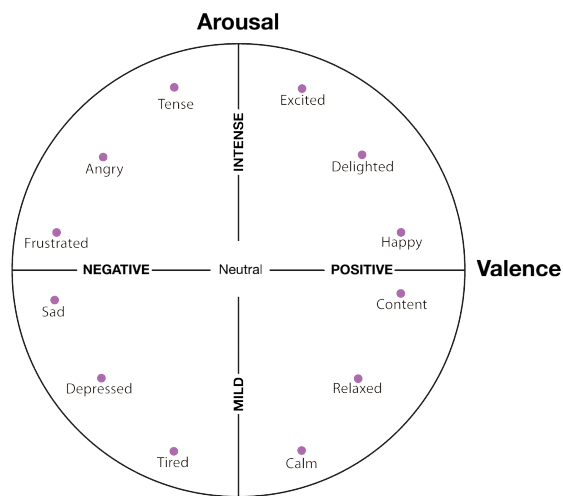 Arousal
Tense
Excited
INTENSE
Angry
Delighted
Frustrated
Happy
NEGATIVE
Neutral
POSITIVE
Valence
Sad
Content
Depressed
Relaxed
MILD
Tired
Calm